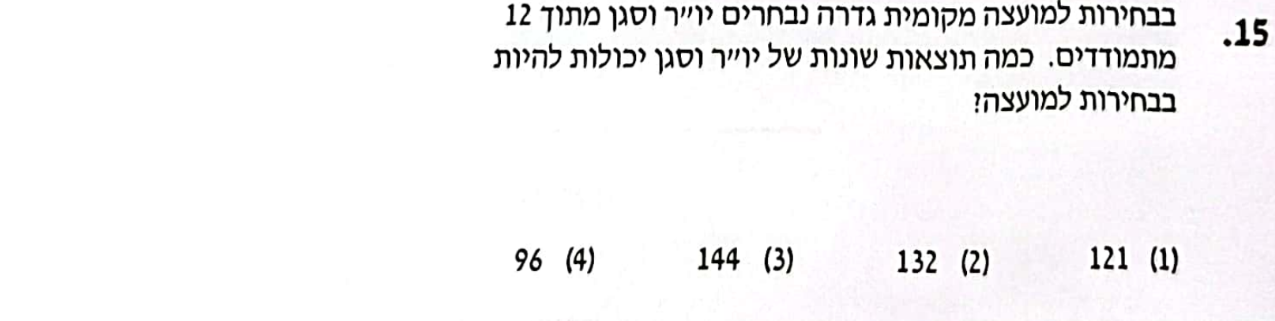 15. בבחירות למועצה מקומית גדרה נבחרים יו״ר וסגן מתוך 12
מתמודדים. כמה תוצאות שונות של יו״ר וסגן יכולות להיות
בבחירות למועצה?
(1) 121 (2) 132 (3) 144 (4) 96